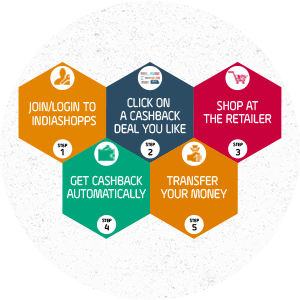 JOIN/LOGIN TO
INDIASHOPPS
STEP
1
CLICK ON
A CASHBACK
DEAL YOU LIKE
STEP
2
SHOP AT
THE RETAILER
STEP
3
GET CASHBACK
AUTOMATICALLY
STEP
4
TRANSFER
YOUR MONEY
STEP
5